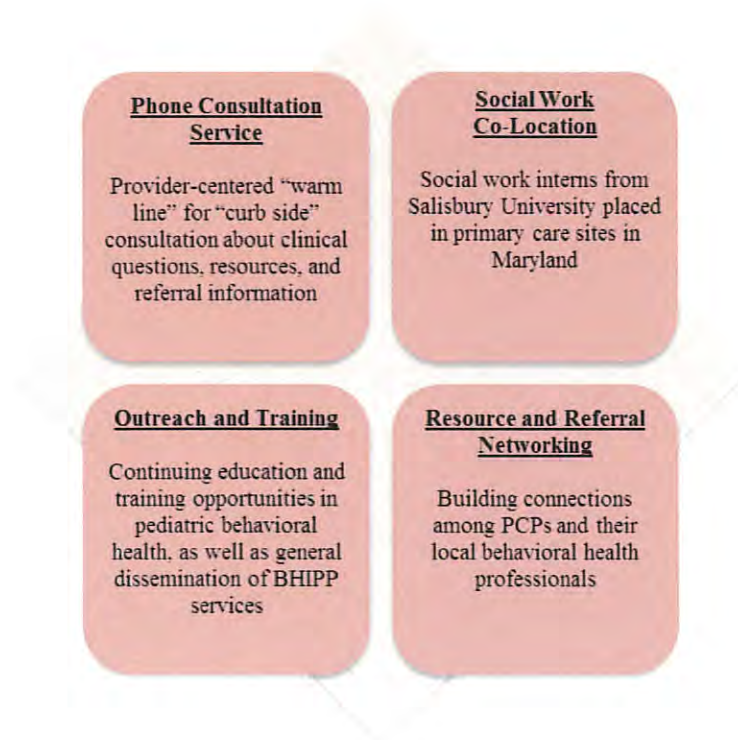 Phone Consultation
Service
Provider-centered “warm
line” for “curb side”
consultation about clinical
questions, resources, and
referral information
Social Work
Co-Location
Social work interns from
Salisbury University placed
in primary care sites in
Maryland
Outreach and Training
Continuing education and
training opportunities in
pediatric behavioral
health, as well as general
dissemination of BHIPP
services
Resource and Referral
Networking
Building connections
among PCPs and their
local behavioral health
professionals